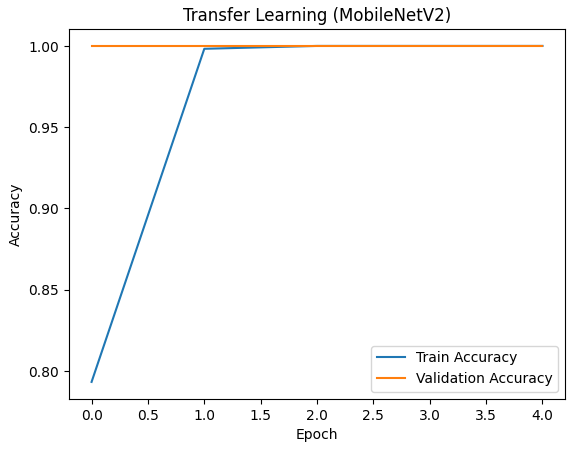 Transfer Learning (MobileNetV2)
1.00
0.95
0.90
0.85
0.80
Accuracy
Train Accuracy
Validation Accuracy
0.0 0.5 1.0 1.5 2.0 2.5 3.0 3.5 4.0
Epoch